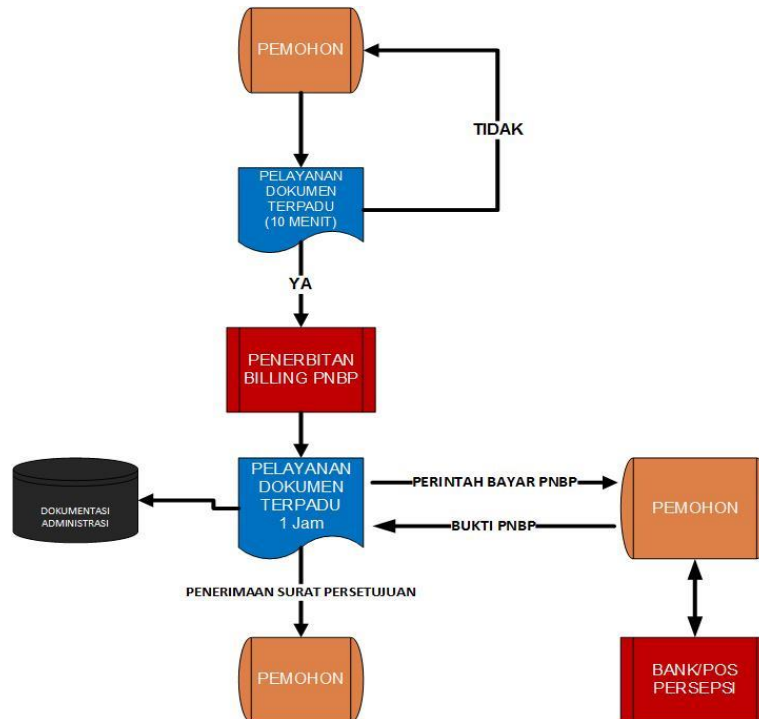 PEMOHON
TIDAK
PELAYANAN
DOKUMEN
TERPADU
(10 MENIT)
YA
PENERBITAN
BILLING PNBP
PELAYANAN
DOKUMEN
TERPADU
1 Jam
DOKUMENTASI
ADMINISTRASI
PERINTAH BAYAR PNBP
BUKTI PNBP
PEMOHON
PENERIMAAN SURAT PERSETUJUAN
PEMOHON
BANK/POS
PERSEPSI